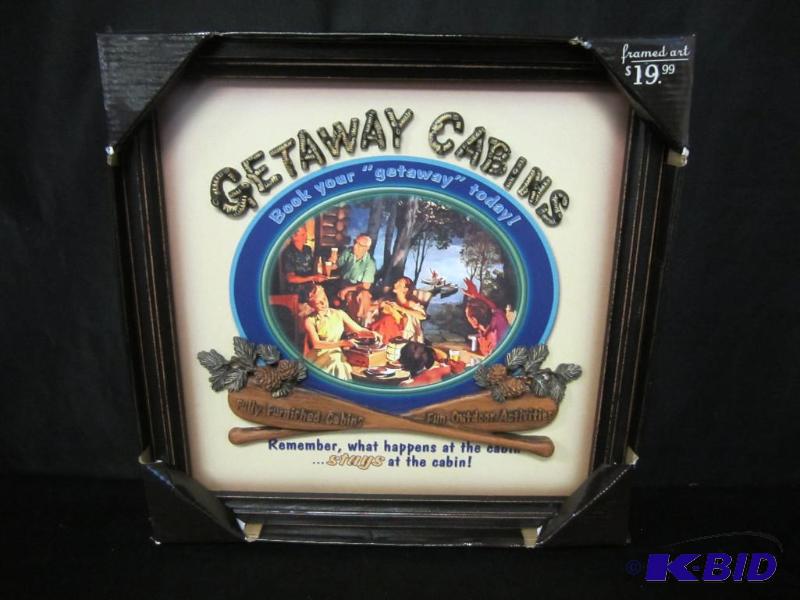 framed art
$19.99
GETAWAY CABINS
Book your "getaway" today!
Fully Furnished Cabins
Fun Outdoor Activities
Remember, what happens at the cabin
...stays at the cabin!
© K-BID